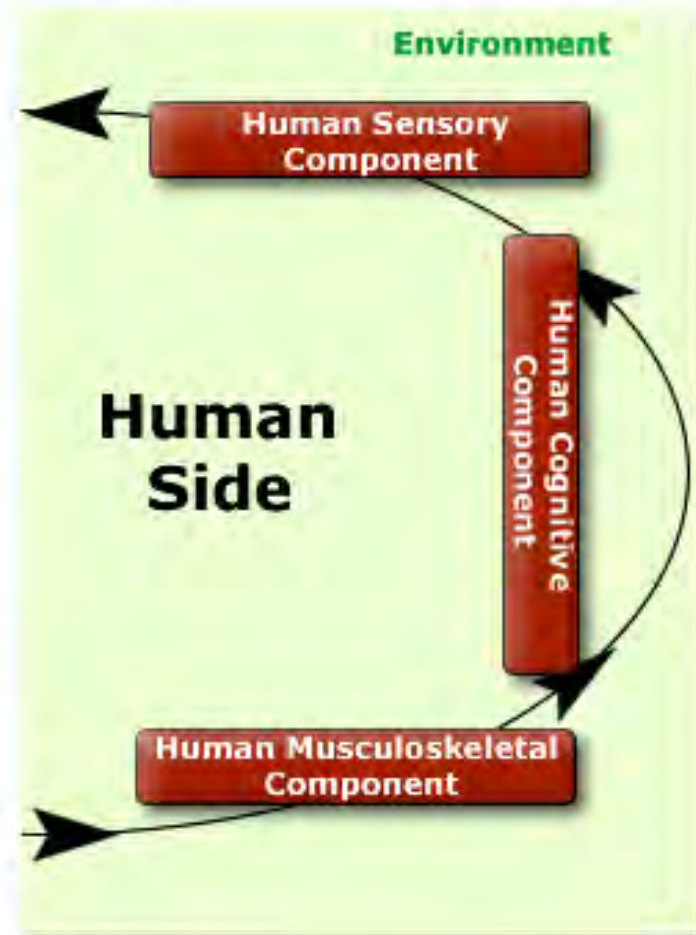 Environment
Human Sensory
Component
Human Cognitive
Component
Human
Side
Human Musculoskeletal
Component